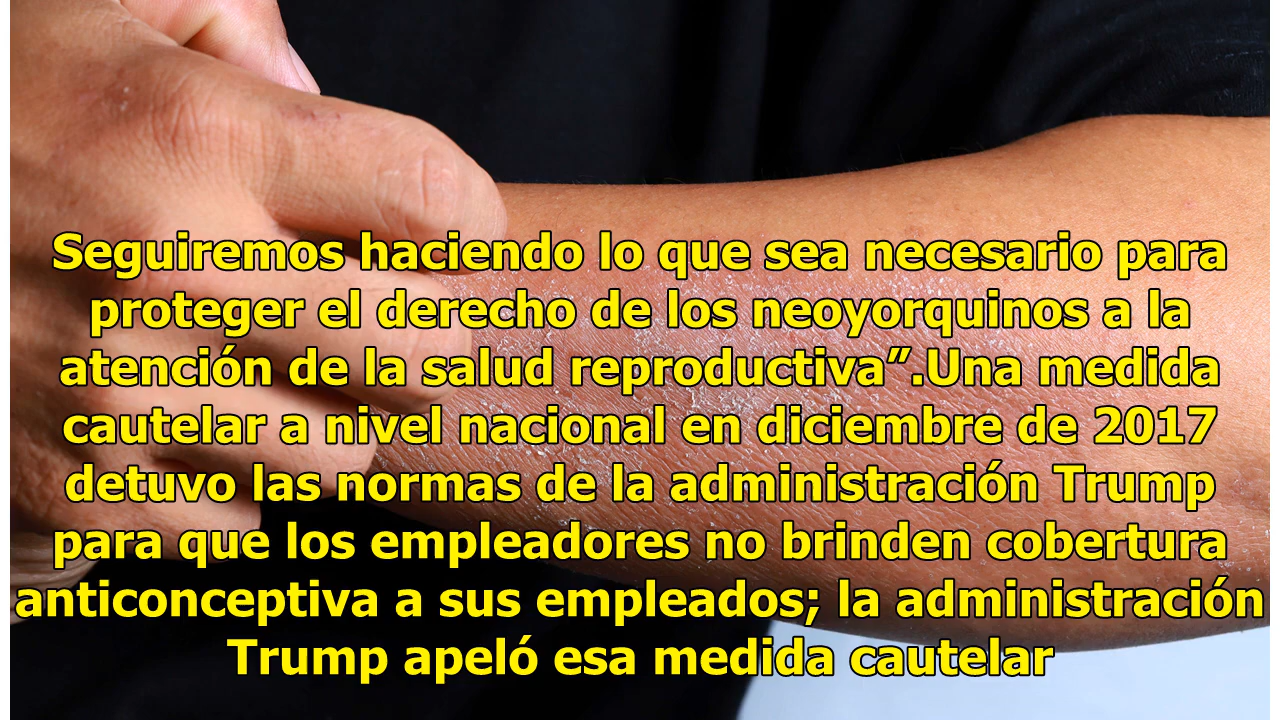 Seguiremos haciendo lo que sea necesario para
proteger el derecho de los neoyorquinos a la
atención de la salud reproductiva”.Una medida
cautelar a nivel nacional en diciembre de 2017
detuvo las normas de la administración Trump
para que los empleadores no brinden cobertura
anticonceptiva a sus empleados; la administración
Trump apeló esa medida cautelar